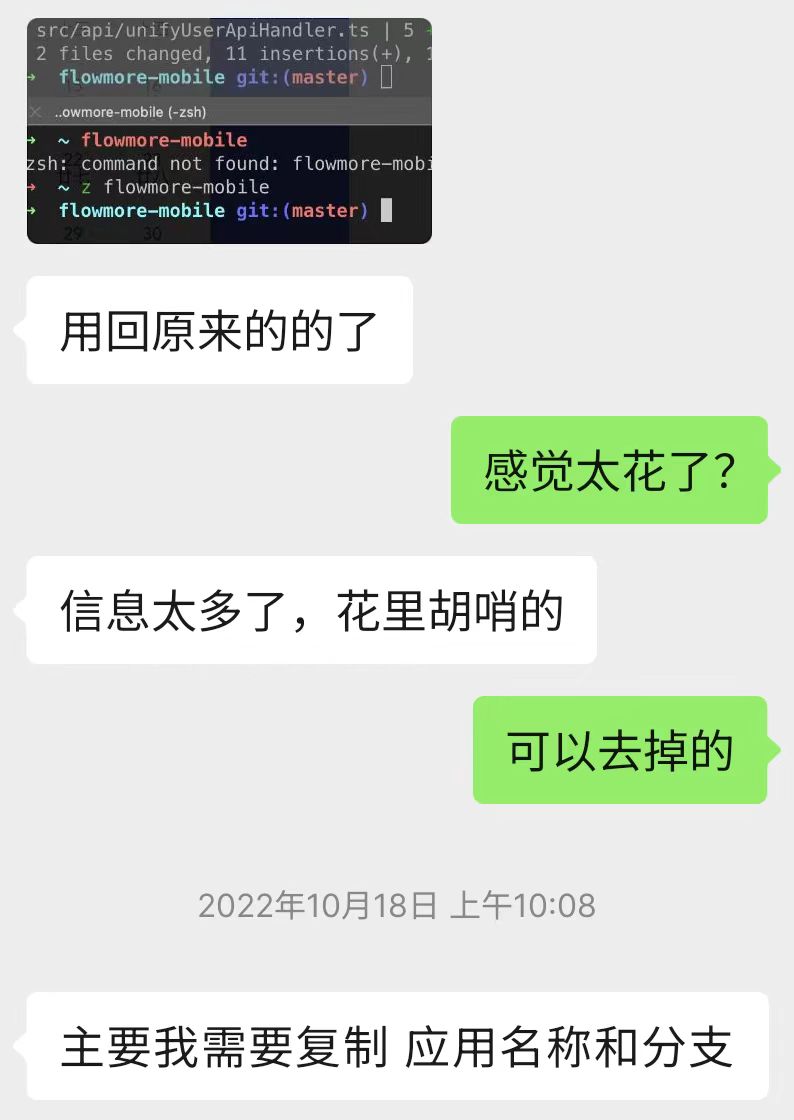 src/api/unifyUserApiHandler.ts | 5 +
2 files changed, 11 insertions(+), 1
→ flowmore-mobile git:(master)
× ..owmore-mobile (-zsh)
→ ~ flowmore-mobile
zsh: command not found: flowmore-mobi
→ ~ z flowmore-mobile
→ flowmore-mobile git:(master)
29 30
用回原来的的了
感觉太花了?
信息太多了，花里胡哨的
可以去掉的
2022年10月18日 上午10:08
主要我需要复制 应用名称和分支